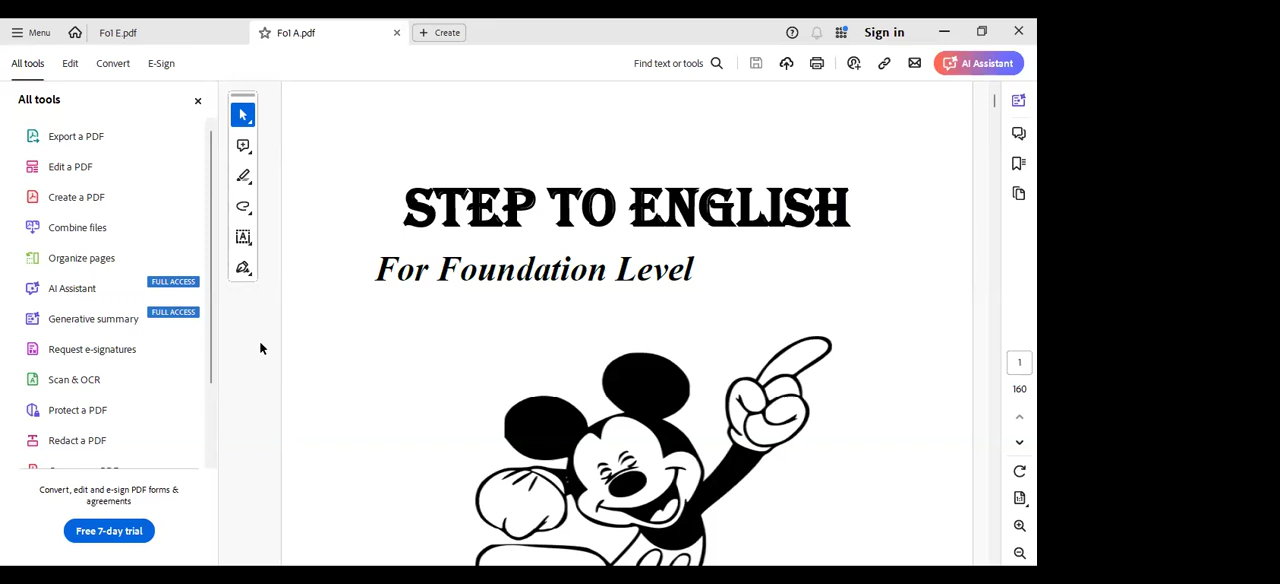 Menu
Fo1 E.pdf
Fo1 A.pdf
Create
Sign in
All tools
Edit
Convert
E-Sign
Find text or tools
AI Assistant
All tools
Export a PDF
Edit a PDF
Create a PDF
Combine files
Organize pages
AI Assistant
FULL ACCESS
Generative summary
FULL ACCESS
Request e-signatures
Scan & OCR
Protect a PDF
Redact a PDF
Convert, edit and e-sign PDF forms &
agreements
Free 7-day trial
STEP TO ENGLISH
For Foundation Level
1
160